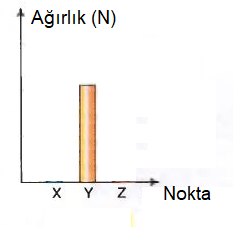 Ağırlık (N)
X Y Z
Nokta